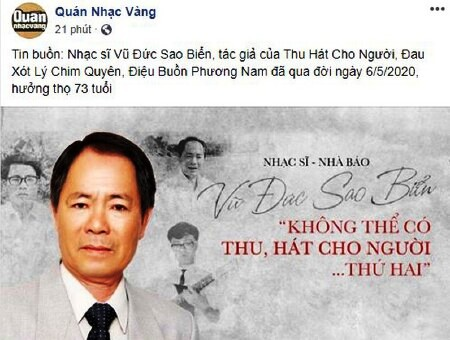 Quán
nhạcvàng
Quán Nhạc Vàng
21 phút
Tin buồn: Nhạc sĩ Vũ Đức Sao Biển, tác giả của Thu Hát Cho Người, Đau
Xót Lý Chim Quyên, Điệu Buồn Phương Nam đã qua đời ngày 6/5/2020,
hưởng thọ 73 tuổi
NHẠC SĨ - NHÀ BÁO
Vũ Đức Sao Biển
“KHÔNG THỂ CÓ
THU, HÁT CHO NGƯỜI
...THỨ HAI”